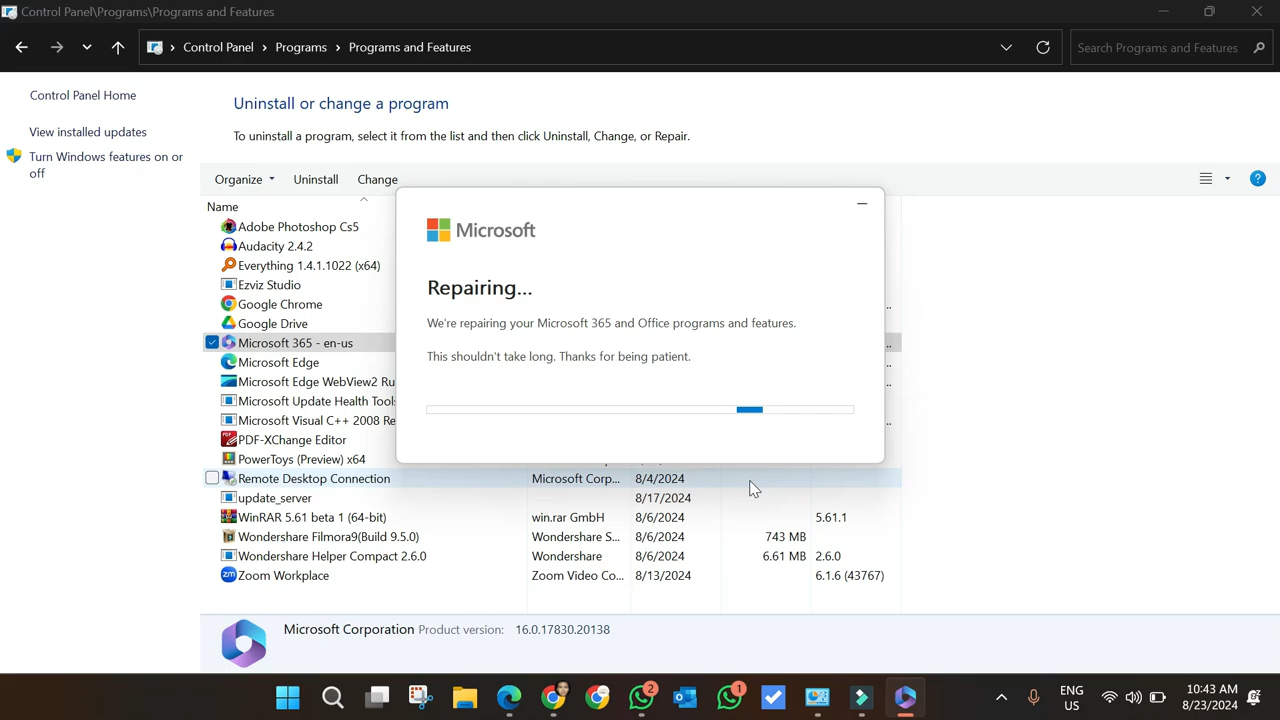 Control Panel\Programs\Programs and Features
Control Panel > Programs > Programs and Features
Search Programs and Features
Control Panel Home
View installed updates
Turn Windows features on or
off
Uninstall or change a program
To uninstall a program, select it from the list and then click Uninstall, Change, or Repair.
Organize Uninstall Change
Name
Adobe Photoshop Cs5
Audacity 2.4.2
Everything 1.4.1.1022 (x64)
Ezviz Studio
Google Chrome
Google Drive
Microsoft 365 - en-us
Microsoft Edge
Microsoft Edge WebView2 Ru
Microsoft Update Health Tool
Microsoft Visual C++ 2008 Re
PDF-XChange Editor
PowerToys (Preview) x64
Remote Desktop Connection Microsoft Corp... 8/4/2024
update_server 8/17/2024
WinRAR 5.61 beta 1 (64-bit) win.rar GmbH 8/6/2024 5.61.1
Wondershare Filmora9(Build 9.5.0) Wondershare S... 8/6/2024 743 MB
Wondershare Helper Compact 2.6.0 Wondershare 8/6/2024 6.61 MB 2.6.0
Zoom Workplace Zoom Video Co... 8/13/2024 6.1.6 (43767)
Microsoft
Repairing...
We're repairing your Microsoft 365 and Office programs and features.
This shouldn't take long. Thanks for being patient.
Microsoft Corporation Product version: 16.0.17830.20138
zm
2
1
ENG
US
10:43 AM
8/23/2024